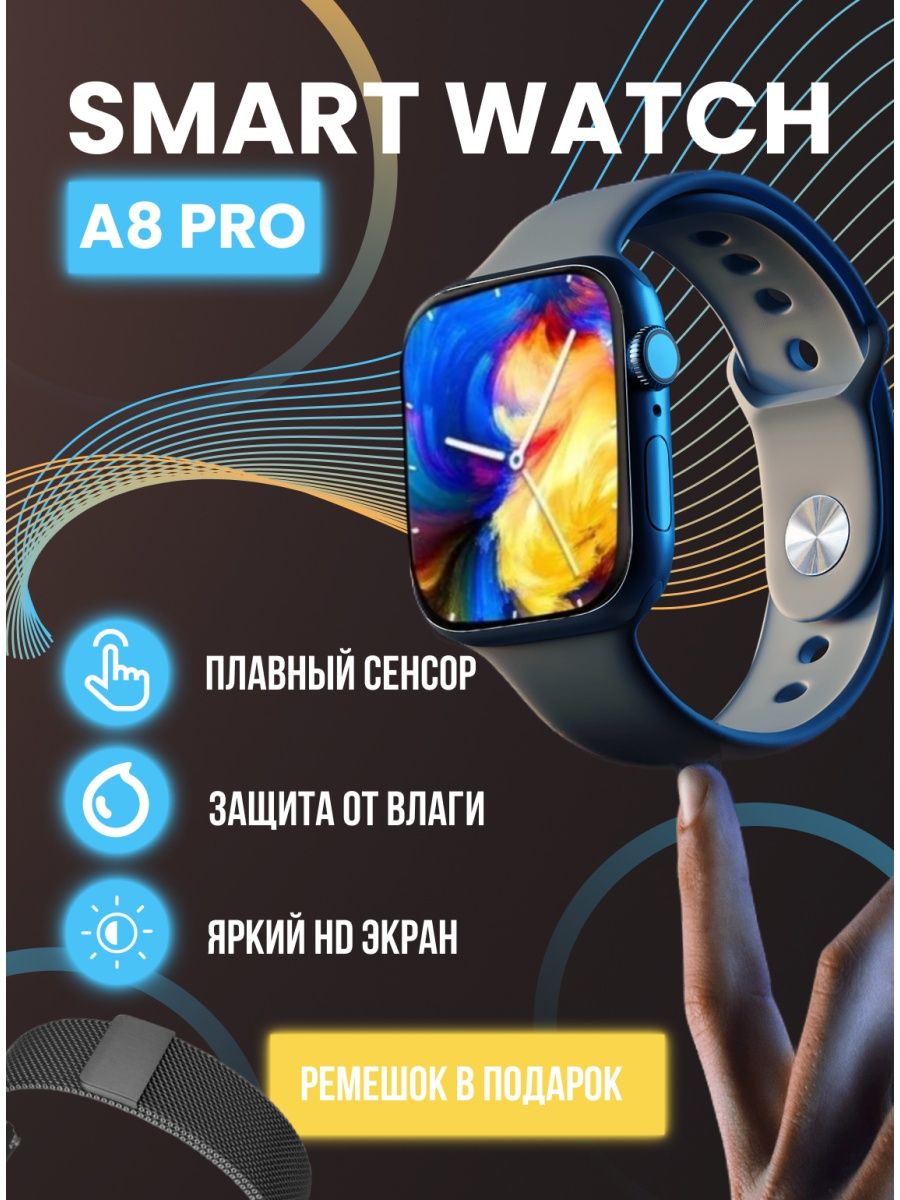 SMART WATCH
A8 PRO
ПЛАВНЫЙ СЕНСОР
ЗАЩИТА ОТ ВЛАГИ
ЯРКИЙ HD ЭКРАН
РЕМЕШОК В ПОДАРОК